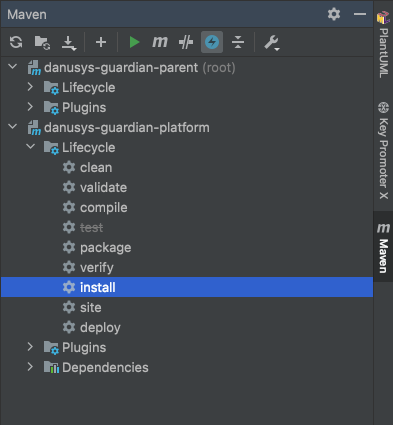 Maven
danusys-guardian-parent (root)
Lifecycle
Plugins
danusys-guardian-platform
Lifecycle
clean
validate
compile
test
package
verify
install
site
deploy
Plugins
Dependencies
PlantUML
Key Promoter X
m Maven